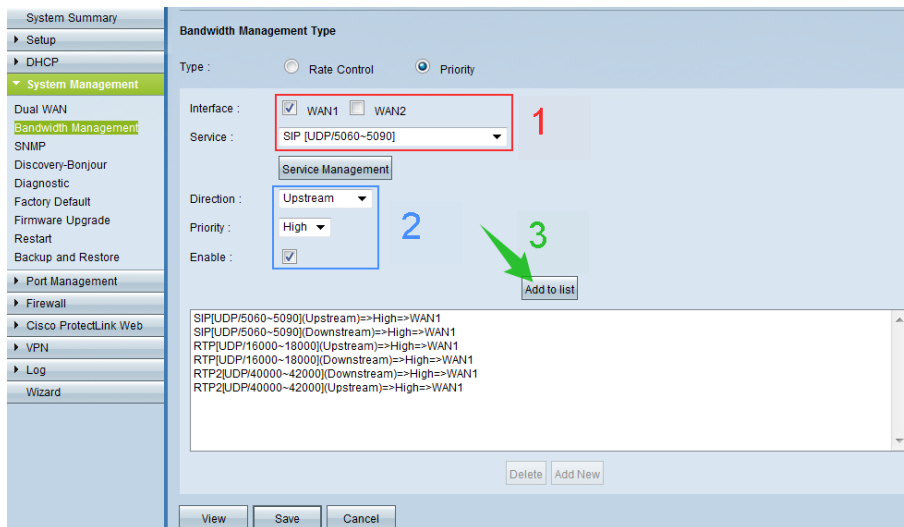 System Summary
Setup
DHCP
System Management
Dual WAN
Bandwidth Management
SNMP
Discovery-Bonjour
Diagnostic
Factory Default
Firmware Upgrade
Restart
Backup and Restore
Port Management
Firewall
Cisco ProtectLink Web
VPN
Log
Wizard
Bandwidth Management Type
Type : Rate Control Priority
Interface : WAN1 WAN2
1
Service : SIP [UDP/5060~5090]
Service Management
Direction : Upstream
Priority : High
2
3
Enable :
Add to list
SIP[UDP/5060~5090](Upstream)=>High=>WAN1
SIP[UDP/5060~5090](Downstream)=>High=>WAN1
RTP[UDP/16000~18000](Upstream)=>High=>WAN1
RTP[UDP/16000~18000](Downstream)=>High=>WAN1
RTP2[UDP/40000~42000](Downstream)=>High=>WAN1
RTP2[UDP/40000~42000](Upstream)=>High=>WAN1
Delete Add New
View Save Cancel